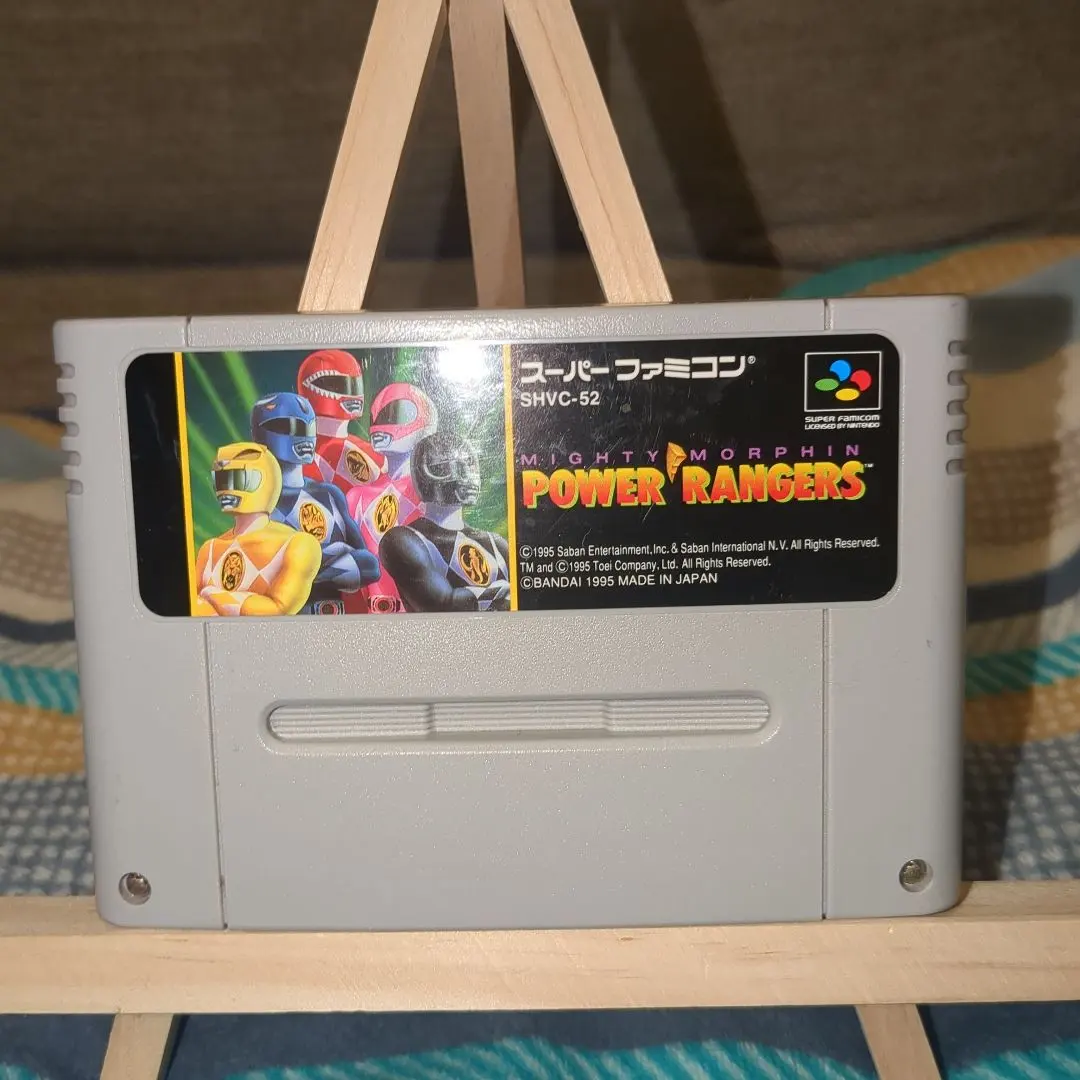 スーパーファミコン®
SHVC-52
SUPER FAMICOM
LICENSED BY NINTENDO
MIGHTY MORPHIN
POWER RANGERS™
©1995 Saban Entertainment,Inc. & Saban International N.V. All Rights Reserved.
TM and ©1995 Toei Company, Ltd. All Rights Reserved.
©BANDAI 1995 MADE IN JAPAN